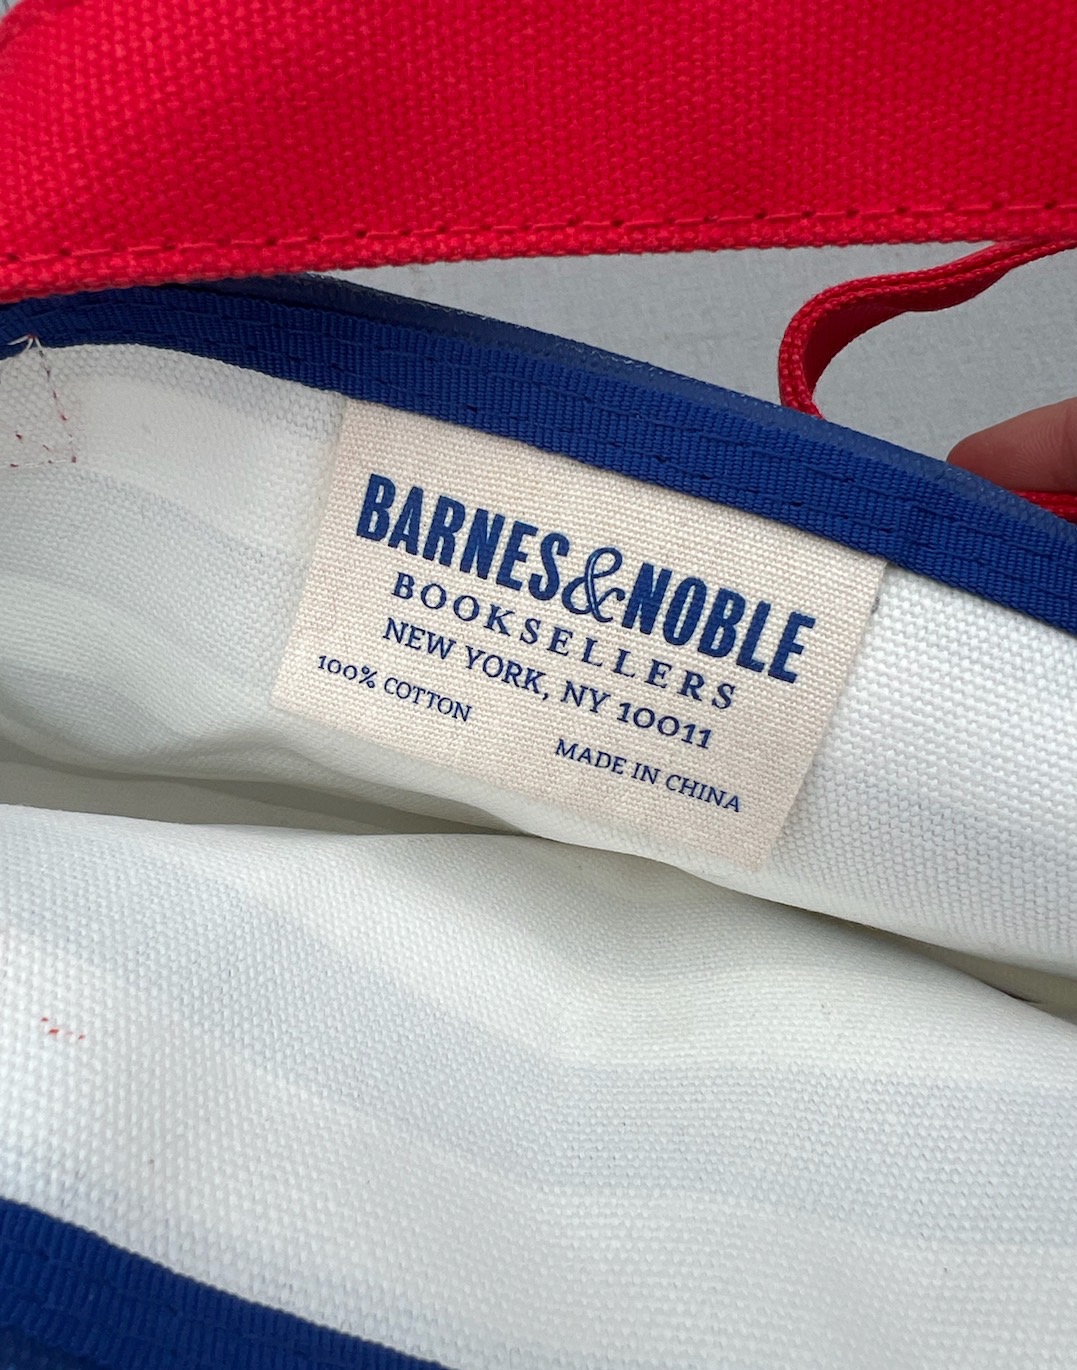 BARNES&NOBLE
BOOKSELLERS
NEW YORK, NY 10011
100% COTTON
MADE IN CHINA